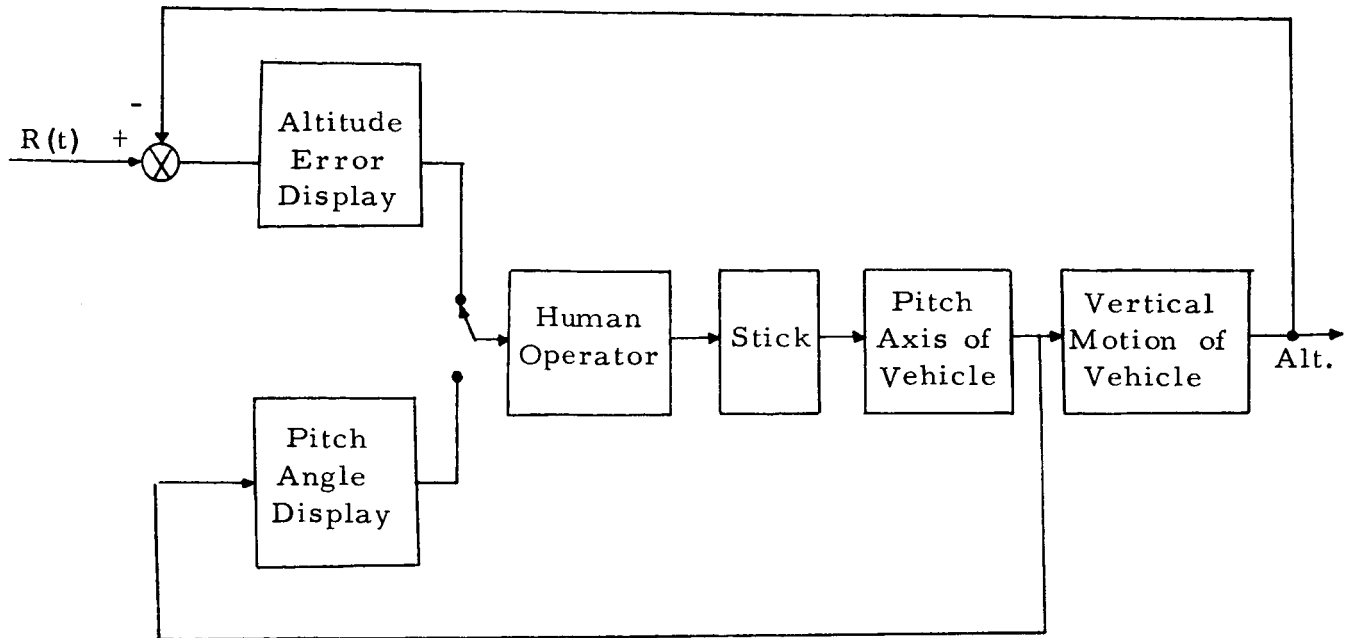 -
R(t) +
Altitude
Error
Display
Human
Operator
Stick
Pitch
Axis of
Vehicle
Vertical
Motion of
Vehicle
Alt.
Pitch
Angle
Display